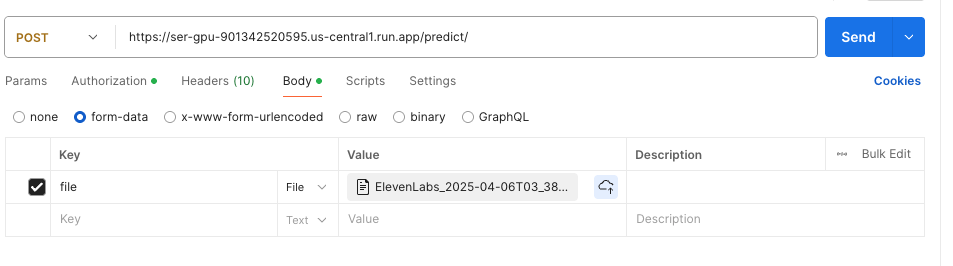 POST https://ser-gpu-901342520595.us-central1.run.app/predict/ Send
Params Authorization Headers (10) Body Scripts Settings Cookies
none form-data x-www-form-urlencoded raw binary GraphQL
Key Value Description Bulk Edit
file File ElevenLabs_2025-04-06T03_38...
Key Text Value Description